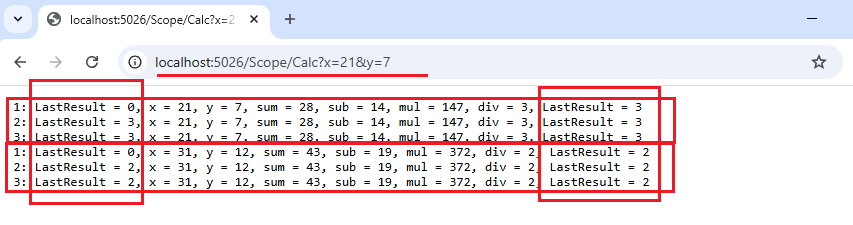 localhost:5026/Scope/Calc?x=2
localhost:5026/Scope/Calc?x=21&y=7
1: LastResult = 0, x = 21, y = 7, sum = 28, sub = 14, mul = 147, div = 3, LastResult = 3
2: LastResult = 3, x = 21, y = 7, sum = 28, sub = 14, mul = 147, div = 3, LastResult = 3
3: LastResult = 3, x = 21, y = 7, sum = 28, sub = 14, mul = 147, div = 3, LastResult = 3
1: LastResult = 0, x = 31, y = 12, sum = 43, sub = 19, mul = 372, div = 2, LastResult = 2
2: LastResult = 2, x = 31, y = 12, sum = 43, sub = 19, mul = 372, div = 2, LastResult = 2
3: LastResult = 2, x = 31, y = 12, sum = 43, sub = 19, mul = 372, div = 2, LastResult = 2